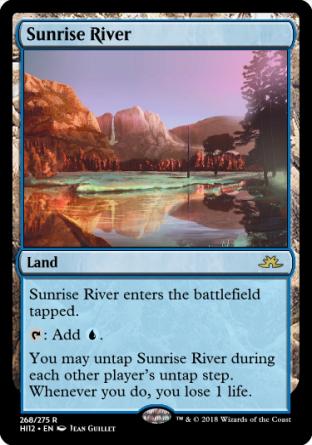 Sunrise River
Land
Sunrise River enters the battlefield
tapped.
: Add .
You may untap Sunrise River during
each other player's untap step.
Whenever you do, you lose 1 life.
268/275 R
HI12 • EN JEAN GUILLET
™ & © 2018 Wizards of the Coast